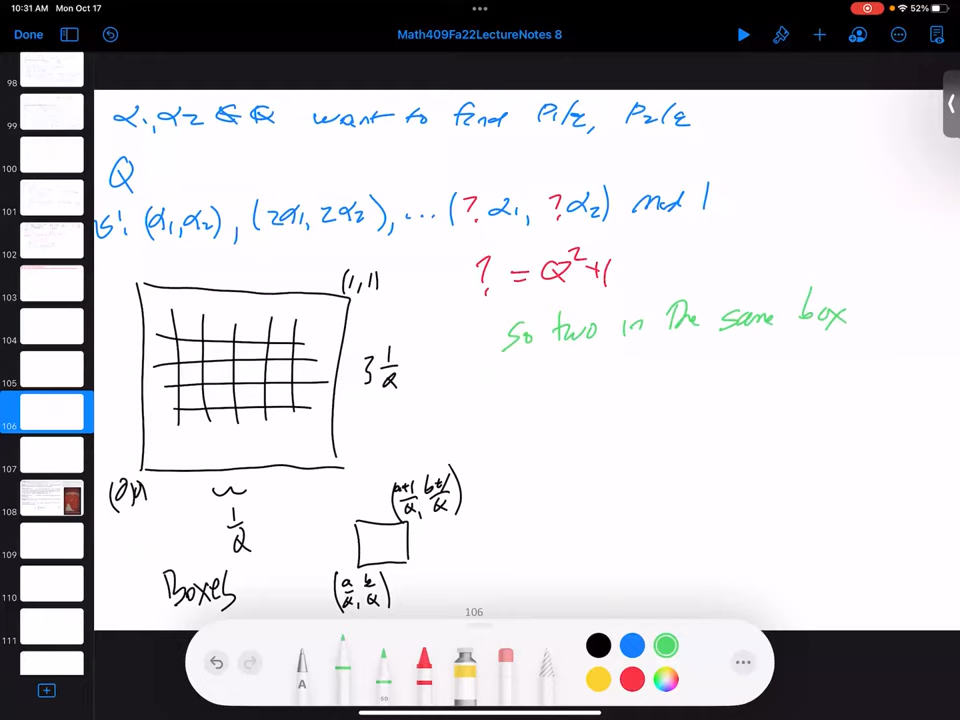 10:31 AM Mon Oct 17
52%
Done
Math409Fa22LectureNotes 8
98
99
100
101
102
103
104
105
106
107
108
109
110
111
α₁, α₂ ∉ Q want to find P₁/q, P₂/q
Q
(α₁, α₂), (2α₁, 2α₂), ... (?α₁, ?α₂) mod 1
? = Q²+1
(1,1)
so two in the same box
} 1/Q
(0,0)
1/Q
(a+1/Q, b+1/Q)
Boxes
(a/Q, b/Q)
106